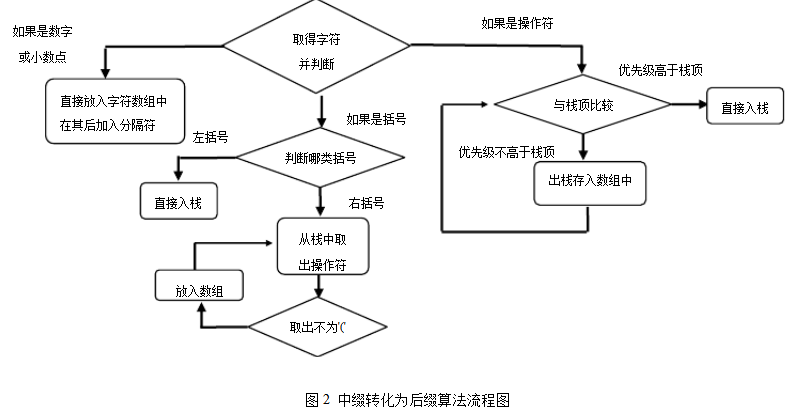 取得字符
并判断
如果是数字
或小数点
直接放入字符数组中
在其后加入分隔符
如果是操作符
优先级高于栈顶
与栈顶比较
直接入栈
优先级不高于栈顶
出栈存入数组中
如果是括号
左括号
判断哪类括号
直接入栈
右括号
从栈中取
出操作符
放入数组
取出不为'('
图 2 中缀转化为后缀算法流程图